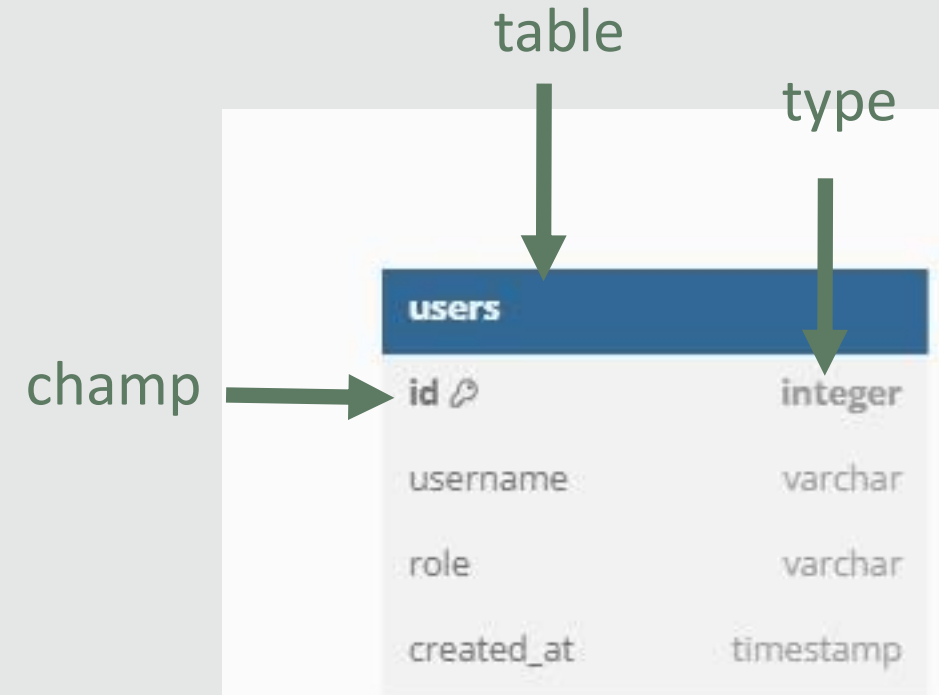 table
type
users
champ
id integer
username varchar
role varchar
created_at timestamp